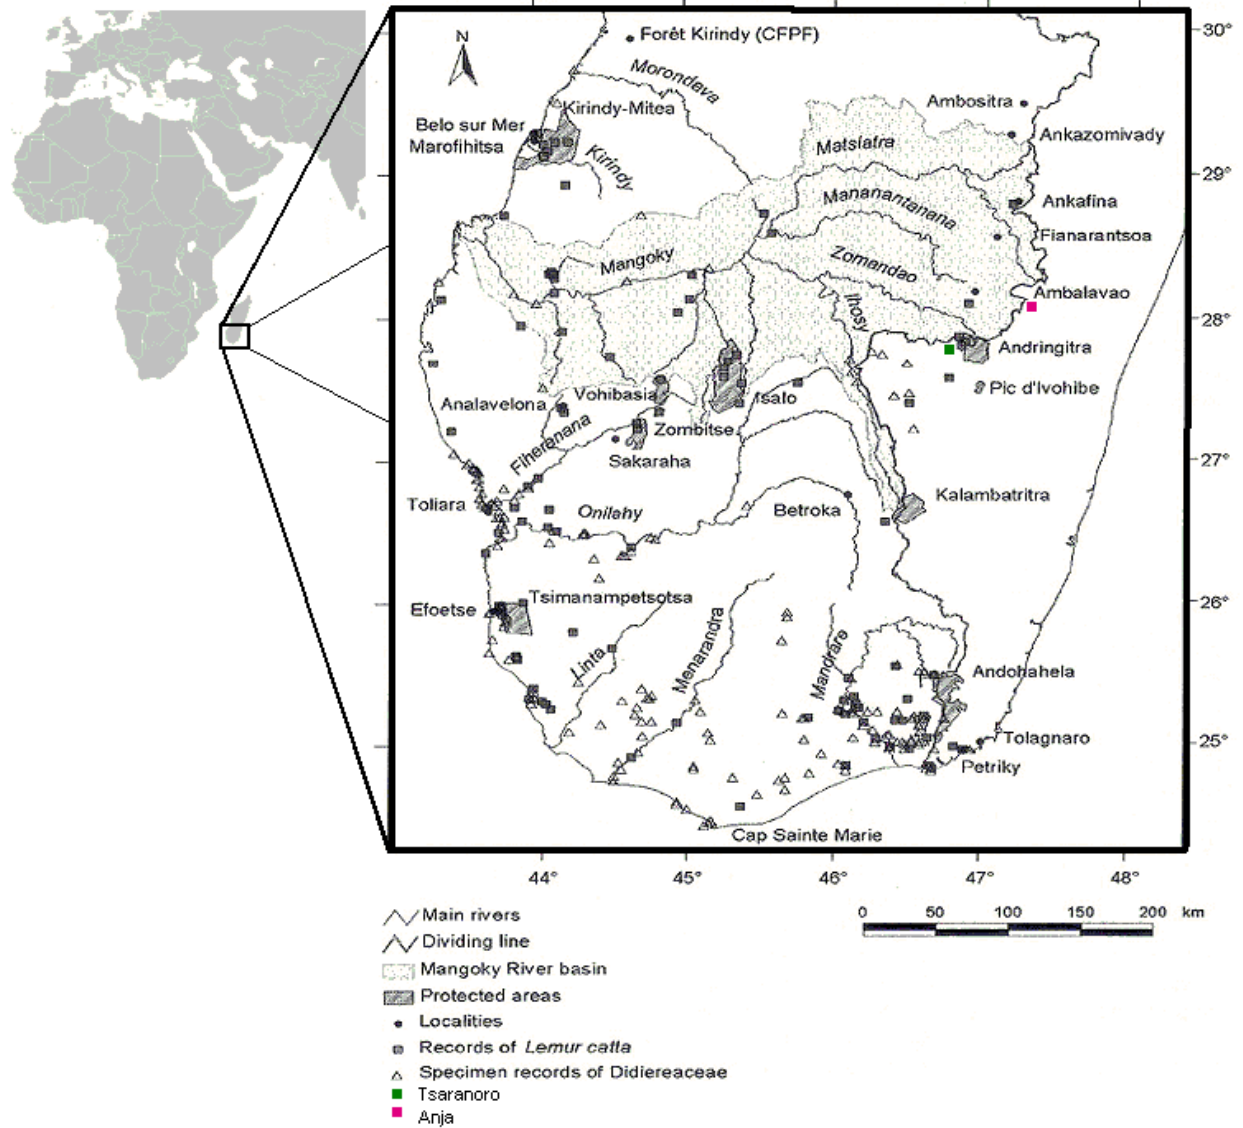 N
Forêt Kirindy (CFPF)
30°
Morondeva
Ambositra
Kirindy-Mitea
Belo sur Mer
Ankazomivady
Marofihitsa
Matsiatra
Kirindy
29°
Mananantanana
Ankafina
Fianarantsoa
Mangoky
Zomandao
Ambalavao
Ihosy
28°
Andringitra
Pic d'Ivohibe
Vohibasia
Isalo
Analavelona
Fiherenana
Zombitse
Sakaraha
27°
Toliara
Onilahy
Betroka
Kalambatritra
Efoetse
Tsimanampetsotsa
26°
Linta
Menarandra
Mandrare
Andohahela
Tolagnaro
25°
Petriky
Cap Sainte Marie
44°
45°
46°
47°
48°
Main rivers
0 50 100 150 200 km
Dividing line
Mangoky River basin
Protected areas
Localities
Records of Lemur catta
Specimen records of Didiereaceae
Tsaranoro
Anja